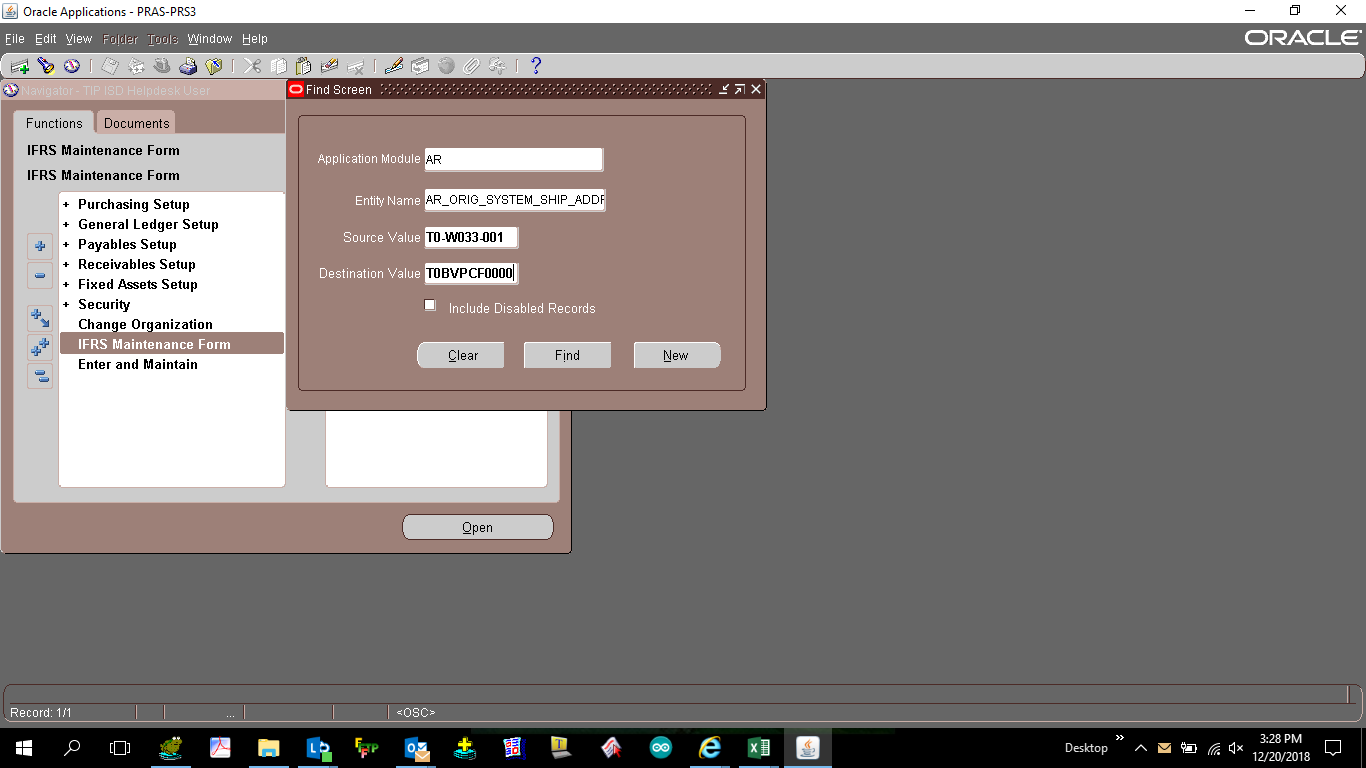 Oracle Applications - PRAS-PRS3
File Edit View Folder Tools Window Help
ORACLE
Navigator - TIP ISD Helpdesk User
Find Screen
Functions Documents
IFRS Maintenance Form
IFRS Maintenance Form
+ Purchasing Setup
+ General Ledger Setup
+ Payables Setup
+ Receivables Setup
+ Fixed Assets Setup
+ Security
Change Organization
IFRS Maintenance Form
Enter and Maintain
Application Module AR
Entity Name AR_ORIG_SYSTEM_SHIP_ADDR
Source Value T0-W033-001
Destination Value T0BVPCF0000
Include Disabled Records
Clear Find New
Open
Record: 1/1 ... <OSC>
Desktop
3:28 PM
12/20/2018